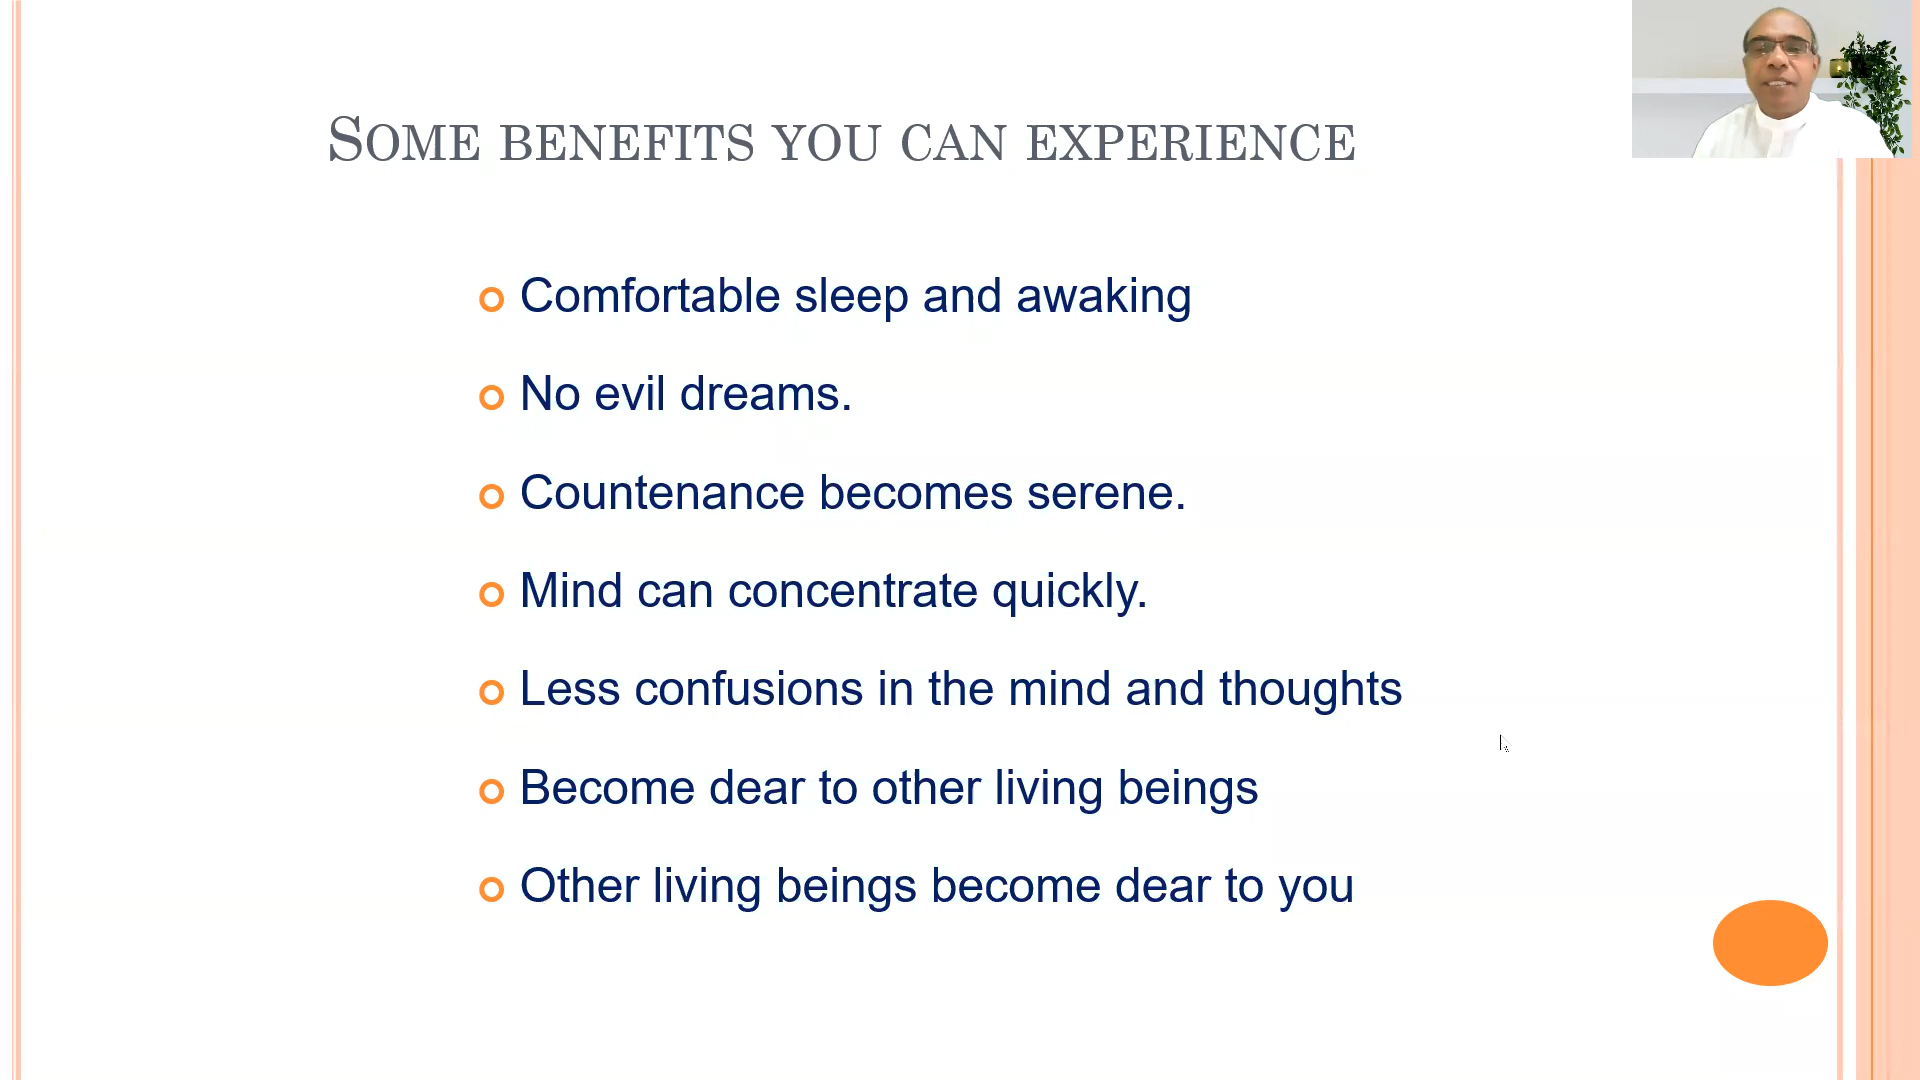 Some benefits you can experience
Comfortable sleep and awaking
No evil dreams.
Countenance becomes serene.
Mind can concentrate quickly.
Less confusions in the mind and thoughts
Become dear to other living beings
Other living beings become dear to you